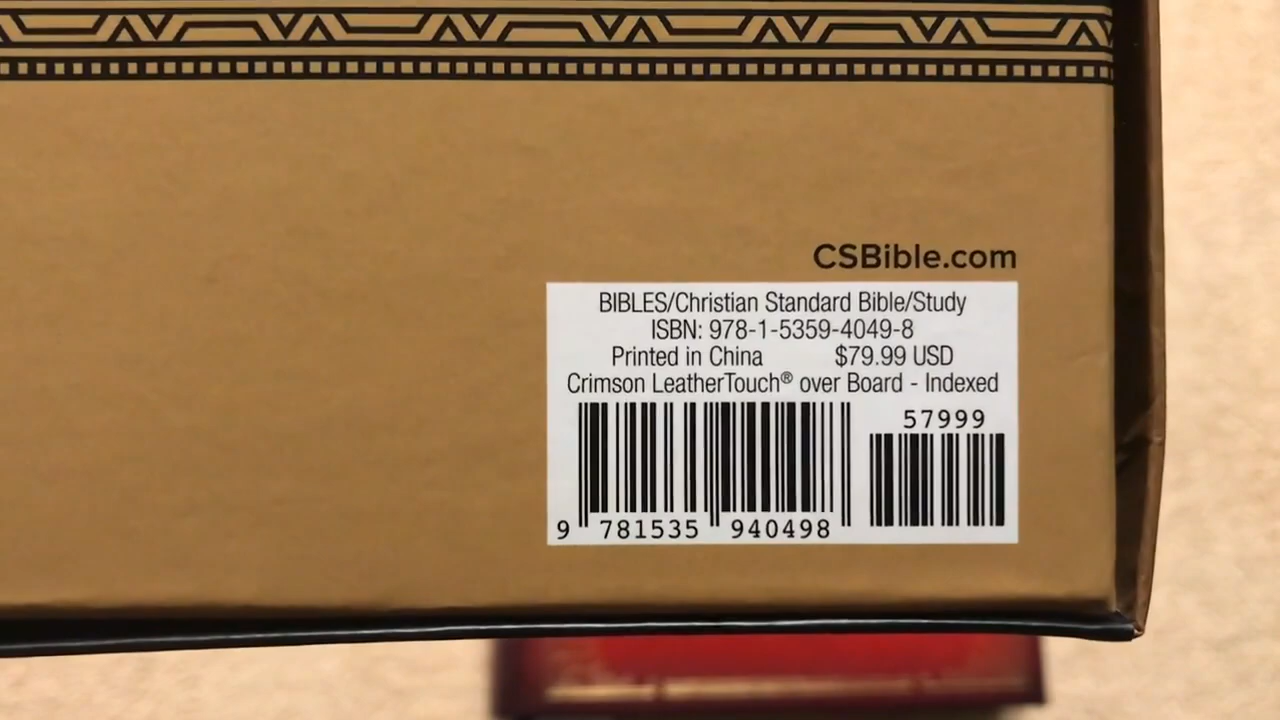 CSBible.com
BIBLES/Christian Standard Bible/Study
ISBN: 978-1-5359-4049-8
Printed in China $79.99 USD
Crimson LeatherTouch® over Board - Indexed
57999
9 781535 940498